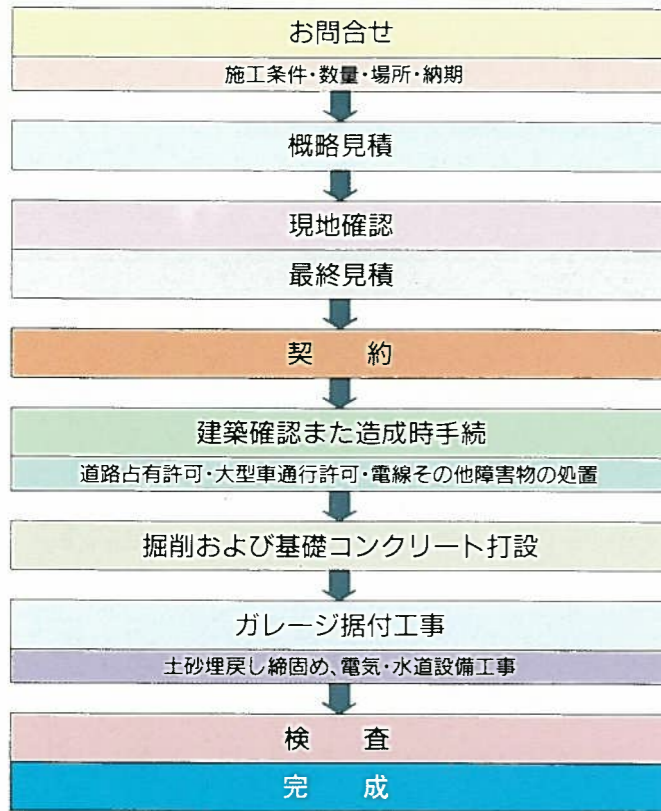 お問合せ
施工条件・数量・場所・納期
概略見積
現地確認
最終見積
契　約
建築確認また造成時手続
道路占有許可・大型車通行許可・電線その他障害物の処置
掘削および基礎コンクリート打設
ガレージ据付工事
土砂埋戻し締固め、電気・水道設備工事
検　査
完　成